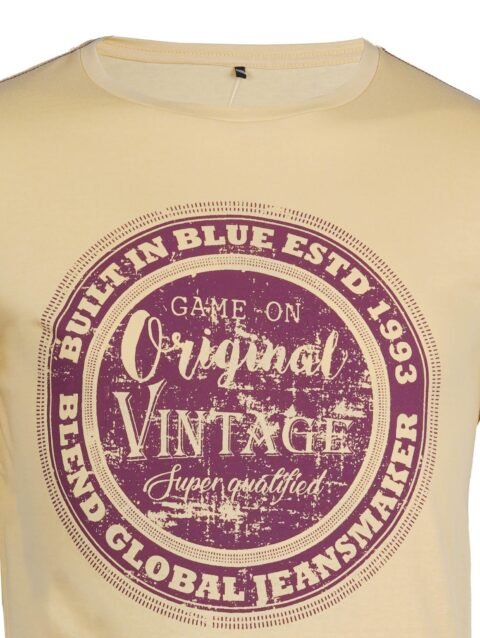 BUILT IN BLUE ESTD 1993
GAME ON
Original
VINTAGE
Super qualified
BLEND GLOBAL JEANSMAKER